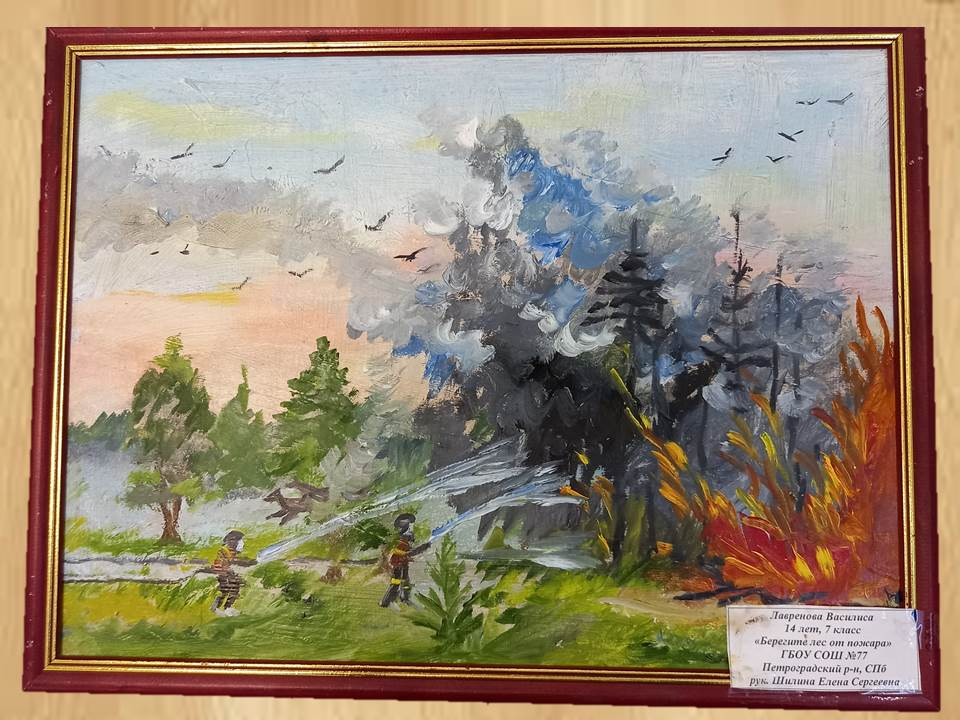 Лавренова Василиса
14 лет, 7 класс
«Берегите лес от пожара»
ГБОУ СОШ №77
Петроградский р-н, СПб
рук. Шилина Елена Сергеевна